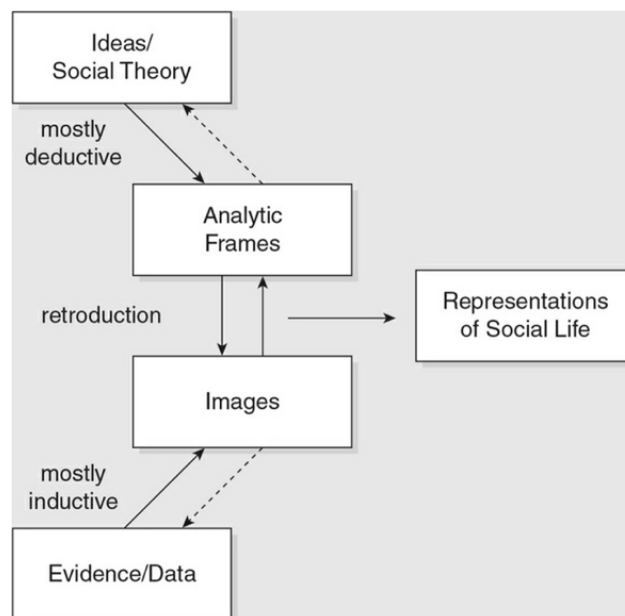 Ideas/
Social Theory
mostly
deductive
Analytic
Frames
retroduction
Representations
of Social Life
Images
mostly
inductive
Evidence/Data